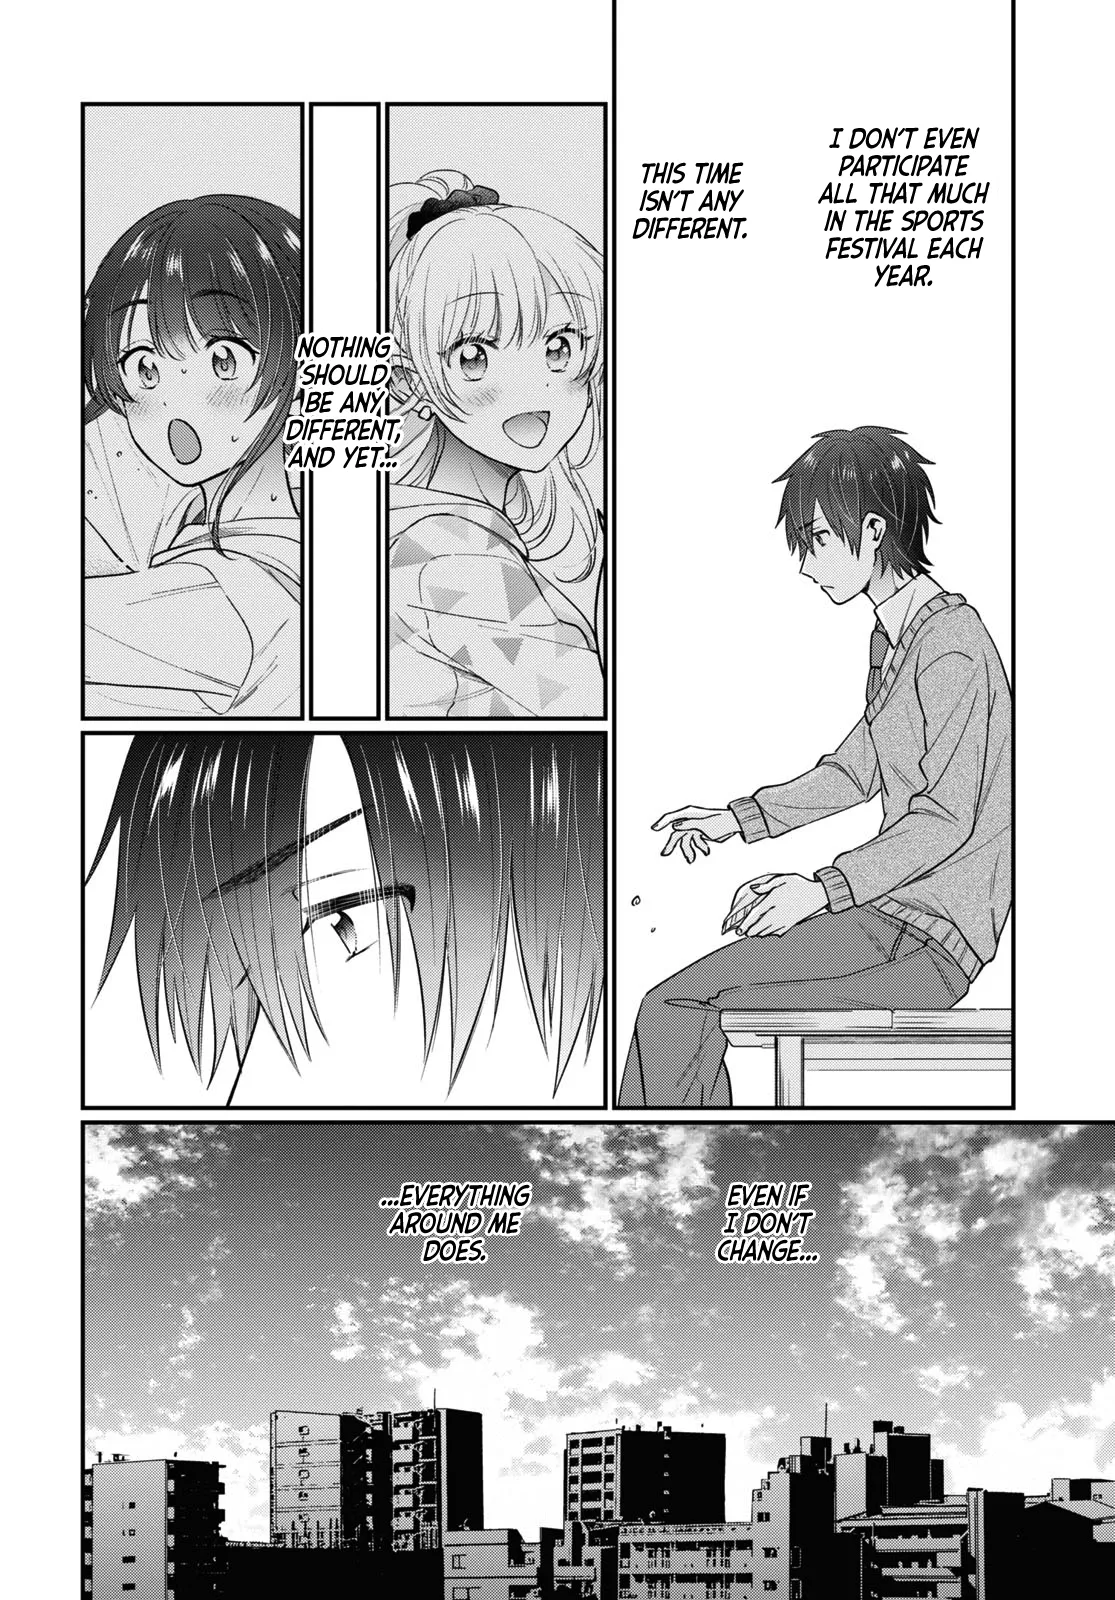 I DON'T EVEN
PARTICIPATE
ALL THAT MUCH
IN THE SPORTS
FESTIVAL EACH
YEAR.
THIS TIME
ISN'T ANY
DIFFERENT.
NOTHING
SHOULD
BE ANY
DIFFERENT,
AND YET...
EVEN IF
I DON'T
CHANGE...
...EVERYTHING
AROUND ME
DOES.